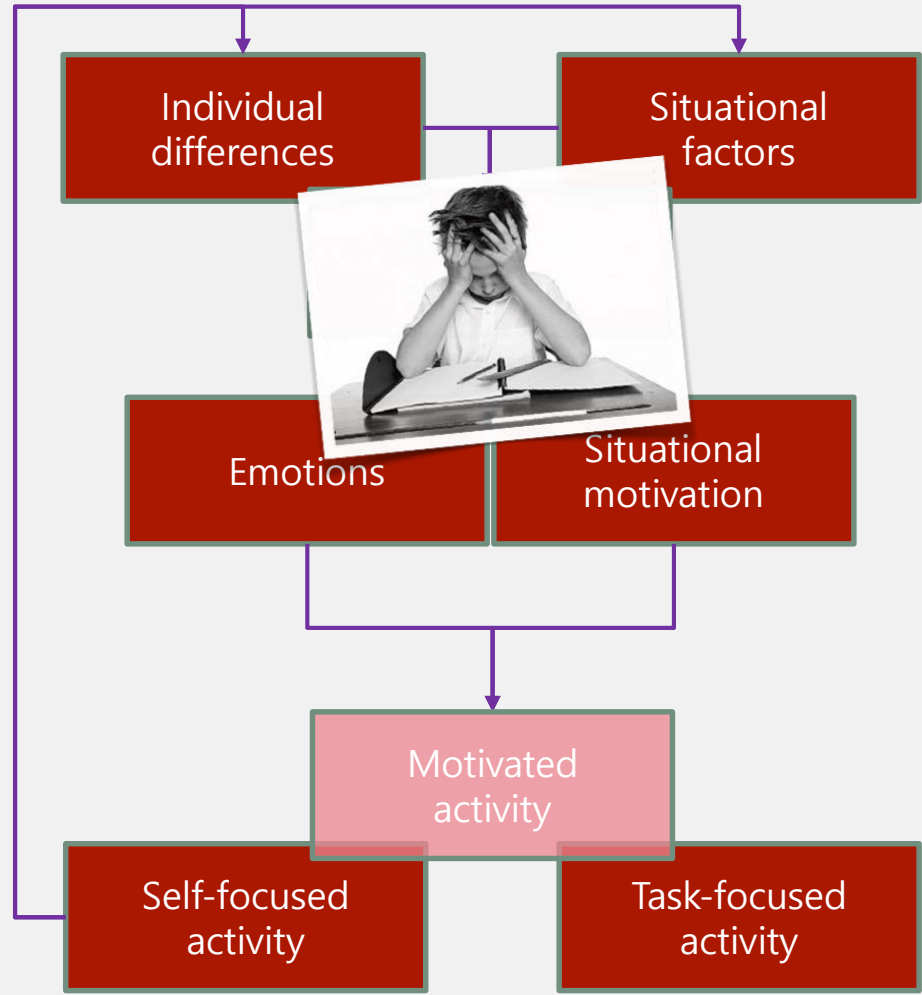 Individual
differences
Situational
factors
Emotions
Situational
motivation
Motivated
activity
Self-focused
activity
Task-focused
activity